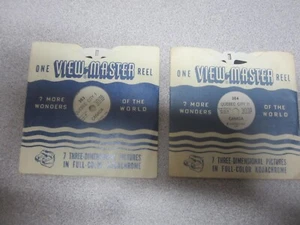 ONE VIEW-MASTER REEL
7 MORE WONDERS OF THE WORLD
7 THREE-DIMENSIONAL PICTURES
IN FULL-COLOR KODACHROME
ONE VIEW-MASTER REEL
7 MORE WONDERS OF THE WORLD
7 THREE DIMENSIONAL PICTURES
IN FULL-COLOR KODACHROME